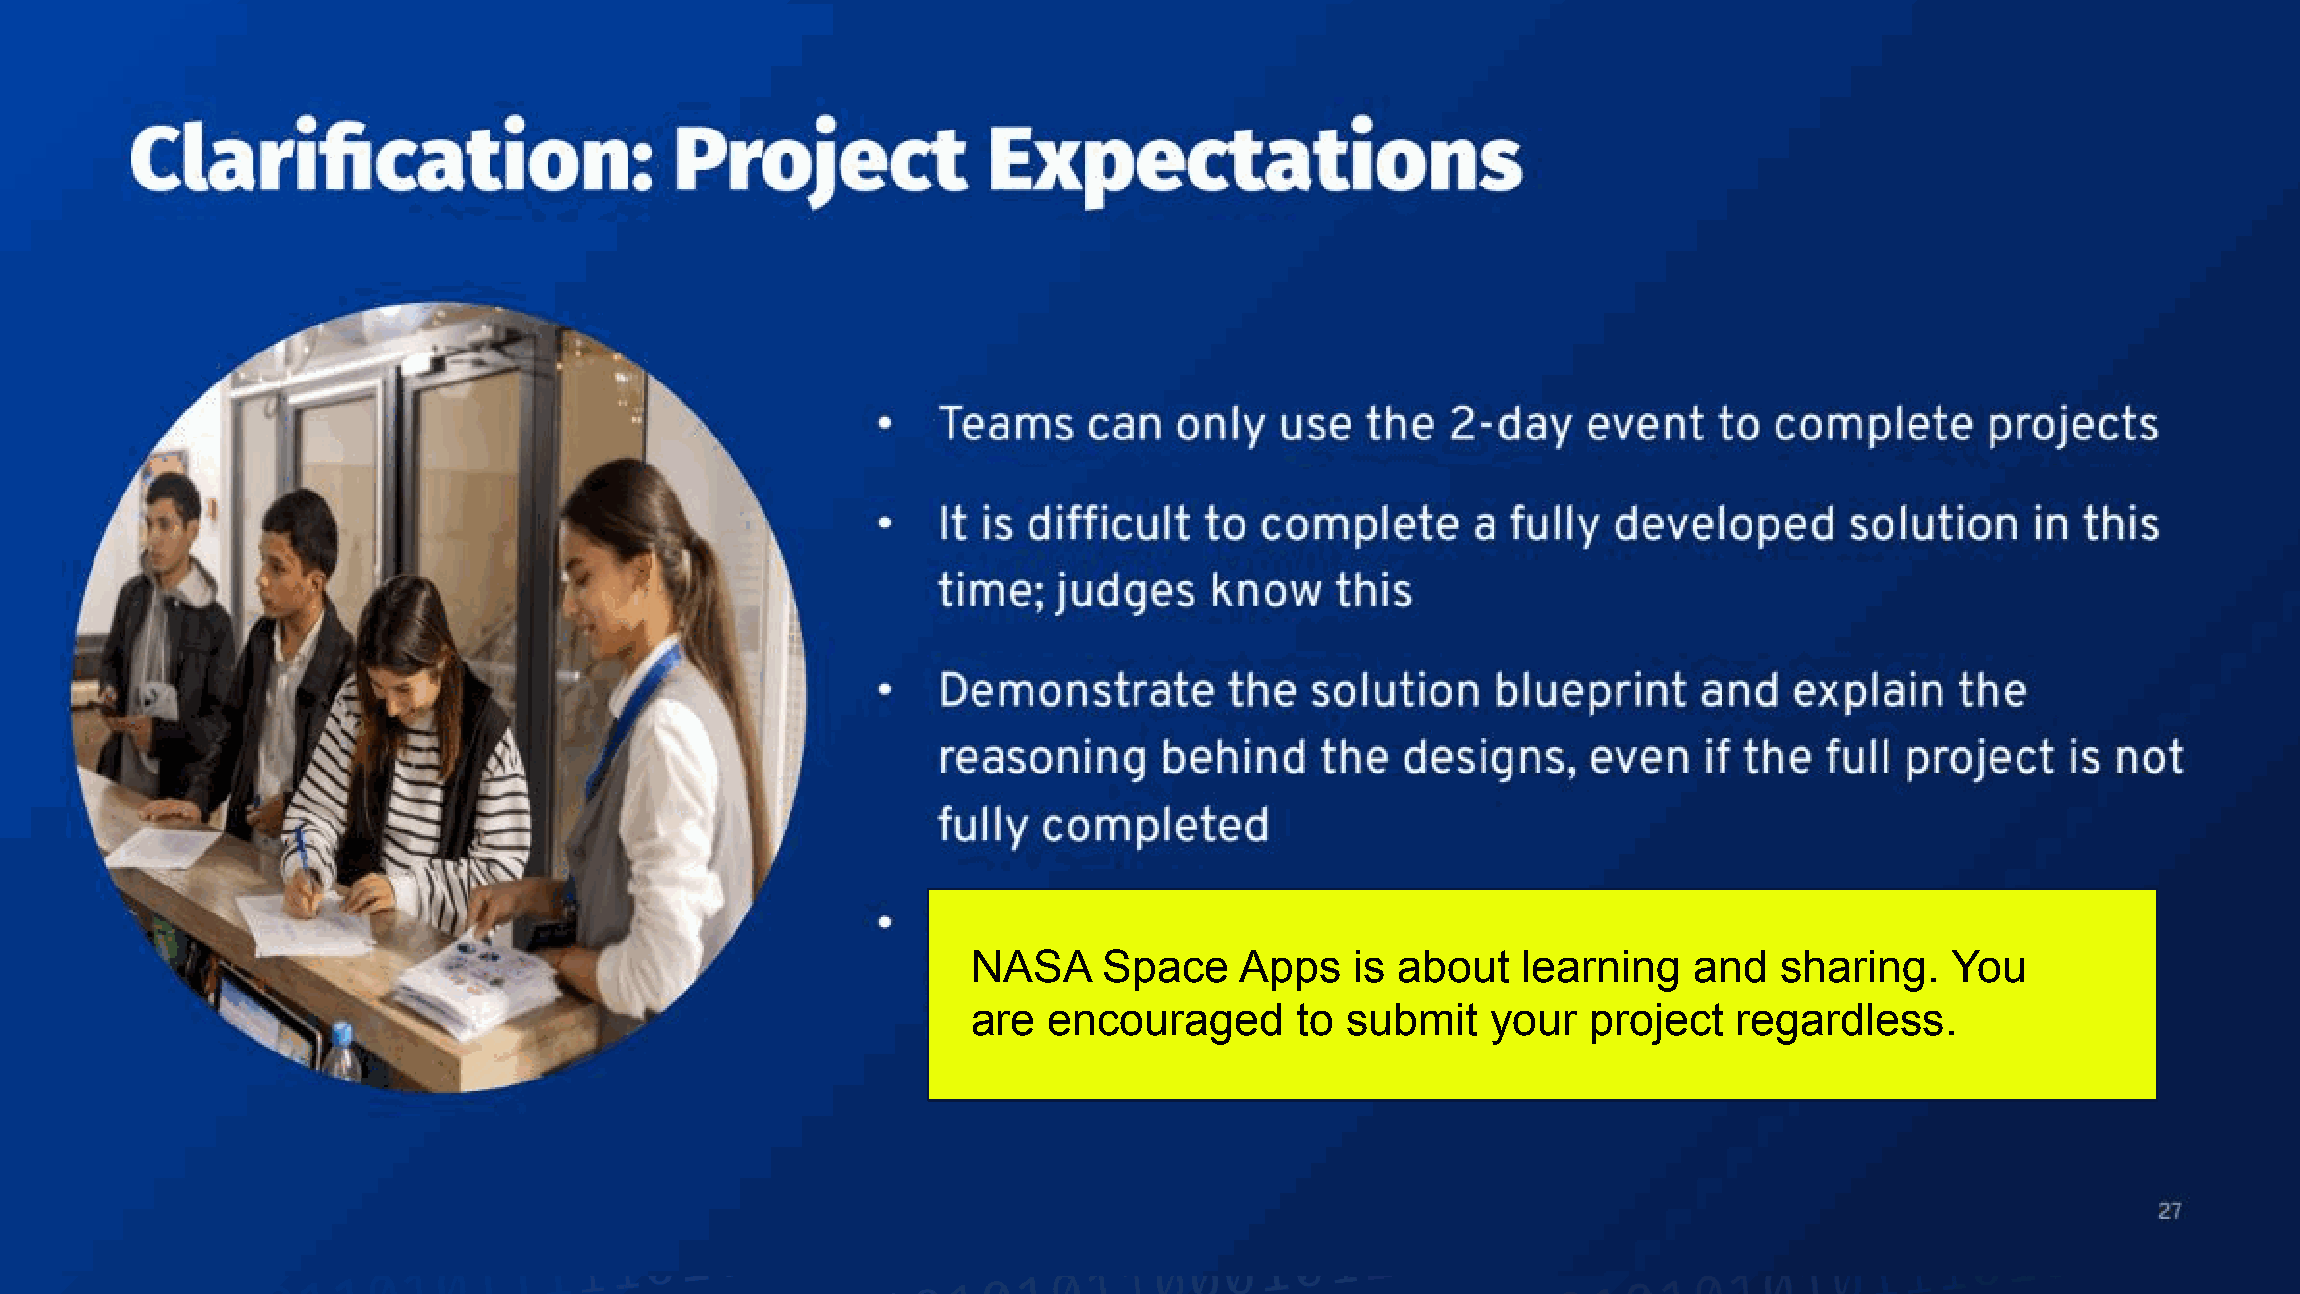 Clarification: Project Expectations
• Teams can only use the 2-day event to complete projects
• It is difficult to complete a fully developed solution in this
time; judges know this
• Demonstrate the solution blueprint and explain the
reasoning behind the designs, even if the full project is not
fully completed
•
NASA Space Apps is about learning and sharing. You
are encouraged to submit your project regardless.
27